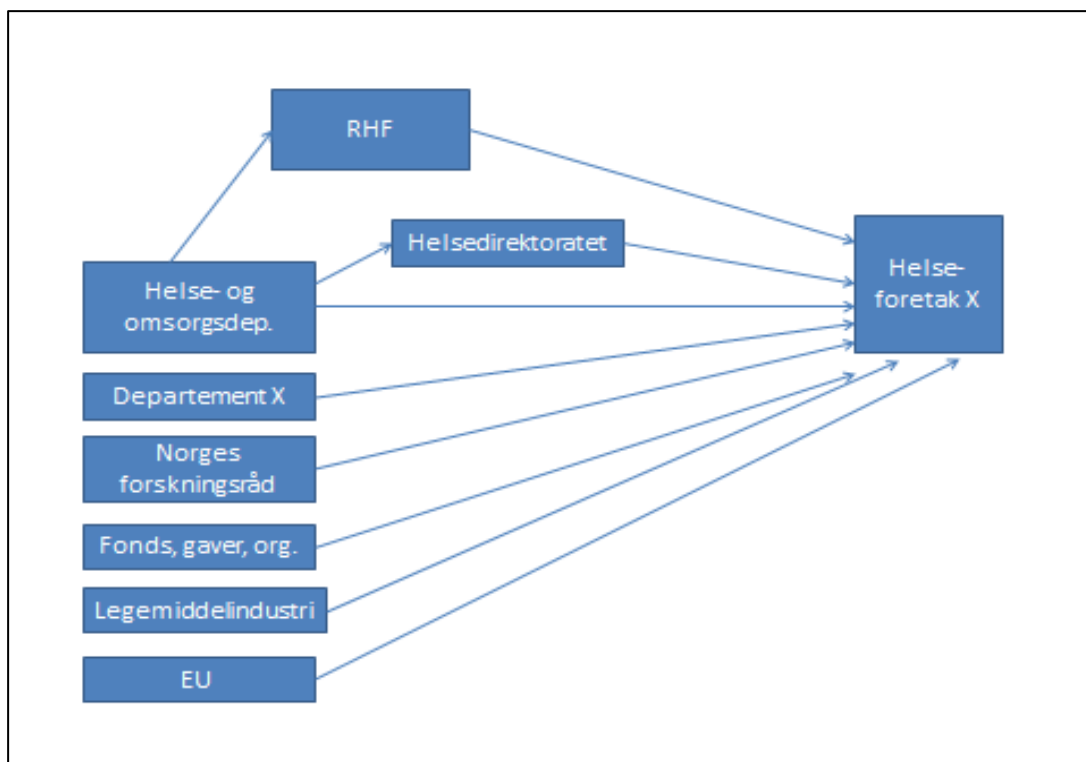 RHF
Helsedirektoratet
Helse-
foretak X
Helse- og
omsorgsdep.
Departement X
Norges
forskningsråd
Fonds, gaver, org.
Legemiddelindustri
EU